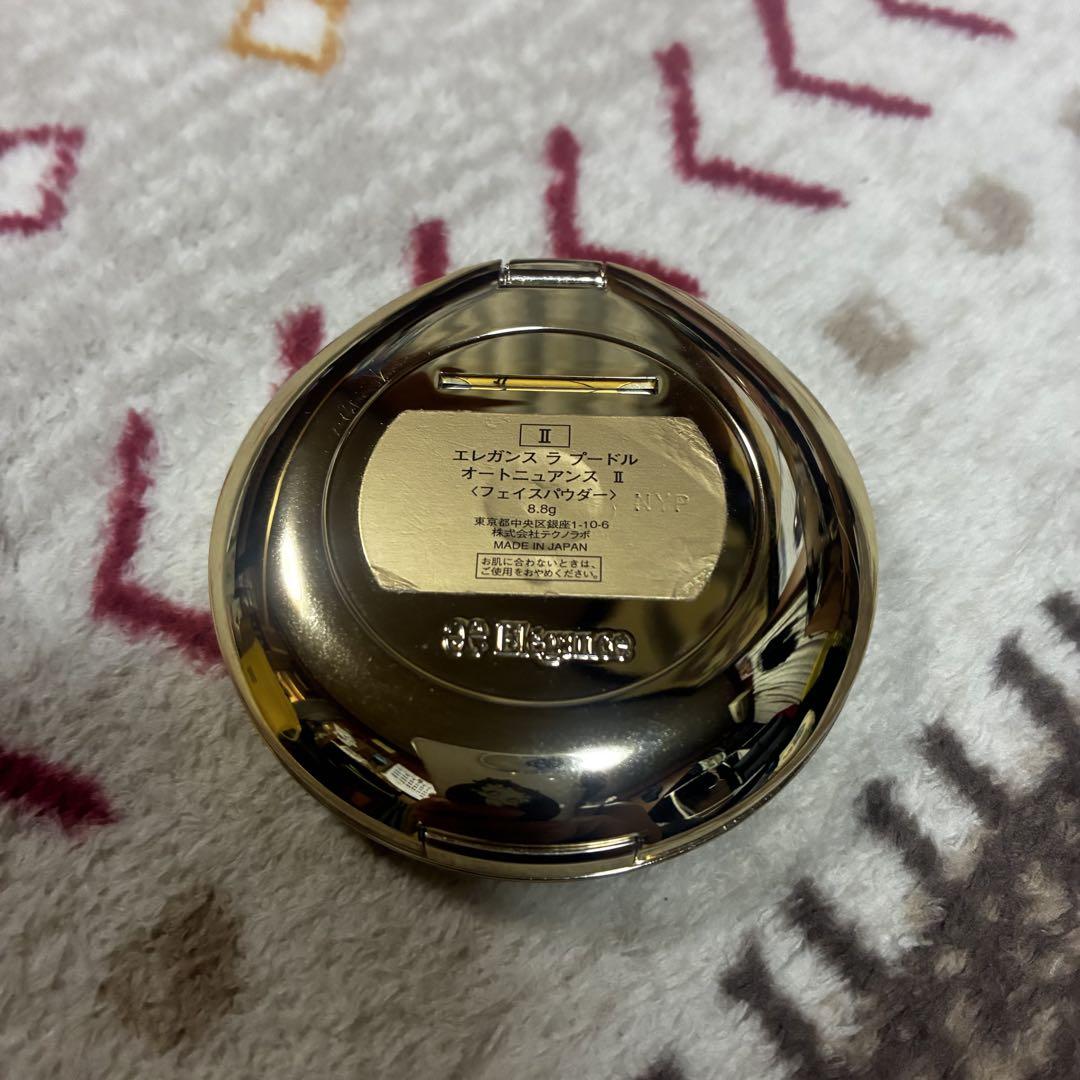 Ⅱ
エレガンス ラ プードル
オートニュアンス Ⅱ
〈フェイスパウダー〉
8.8g
NYP
東京都中央区銀座1-10-6
株式会社テクノラボ
MADE IN JAPAN
お肌に合わないときは、
ご使用をおやめください。
Elégance